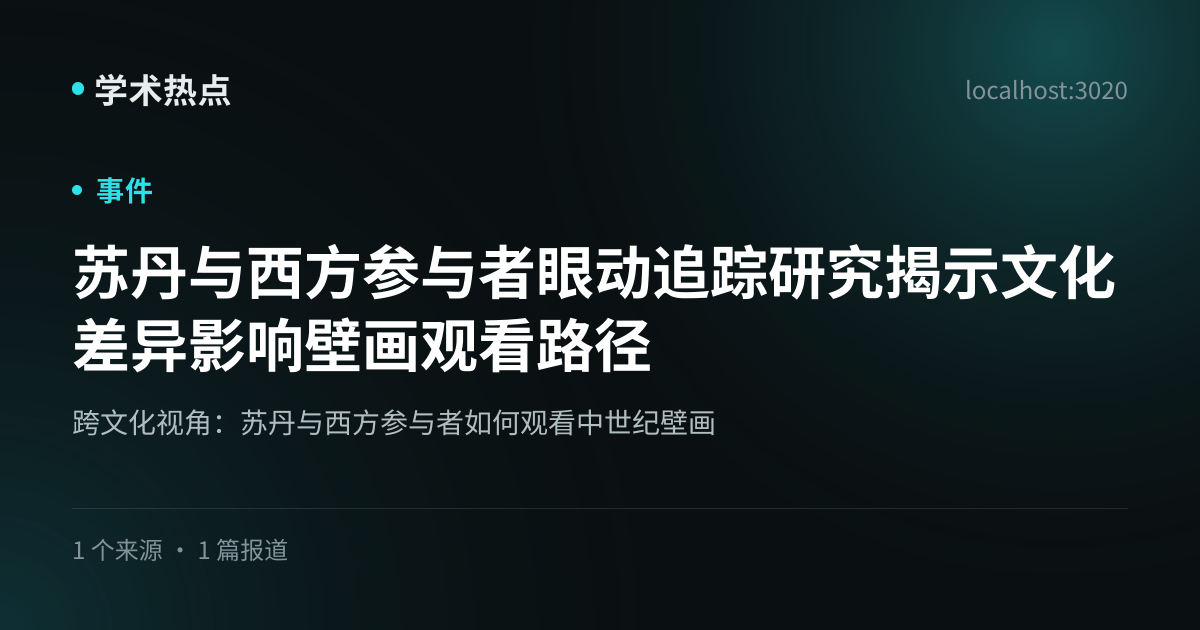 学术热点
localhost:3020
事件
苏丹与西方参与者眼动追踪研究揭示文化
差异影响壁画观看路径
跨文化视角：苏丹与西方参与者如何观看中世纪壁画
1 个来源 · 1 篇报道